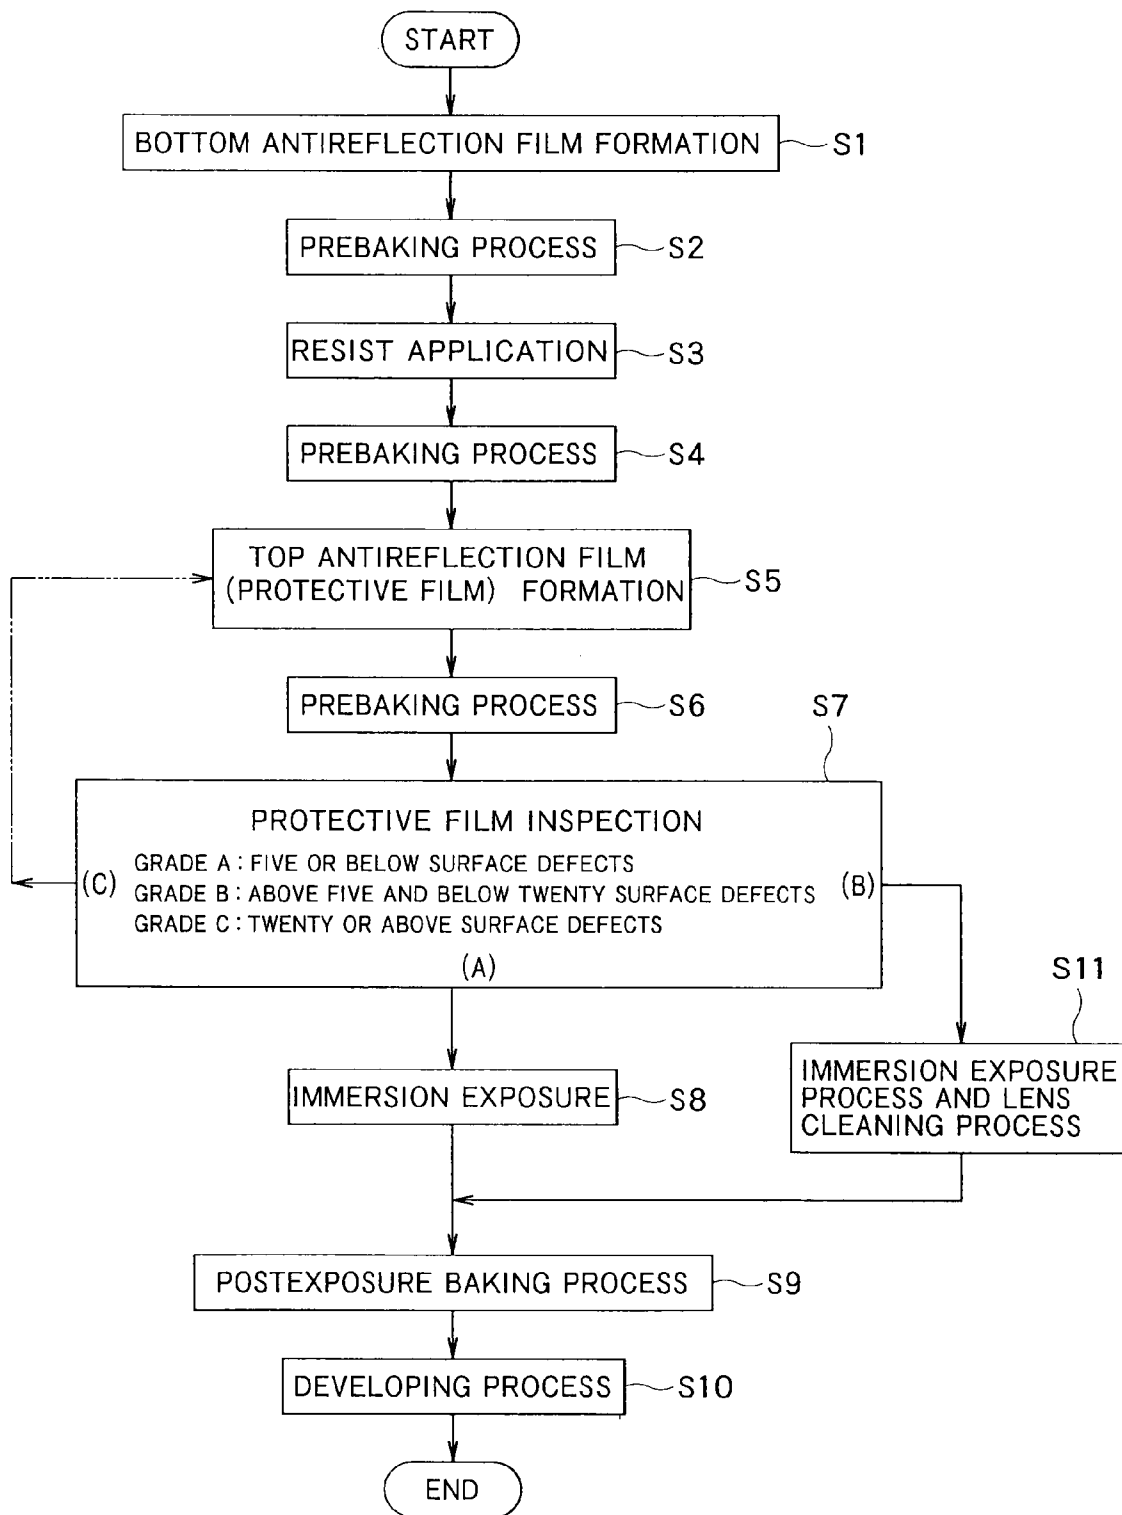 START
BOTTOM ANTIREFLECTION FILM FORMATION
S1
PREBAKING PROCESS
S2
RESIST APPLICATION
S3
PREBAKING PROCESS
S4
TOP ANTIREFLECTION FILM
(PROTECTIVE FILM) FORMATION
S5
PREBAKING PROCESS
S6
S7
PROTECTIVE FILM INSPECTION
GRADE A : FIVE OR BELOW SURFACE DEFECTS
(C) GRADE B : ABOVE FIVE AND BELOW TWENTY SURFACE DEFECTS (B)
GRADE C : TWENTY OR ABOVE SURFACE DEFECTS
(A)
S11
IMMERSION EXPOSURE
PROCESS AND LENS
CLEANING PROCESS
IMMERSION EXPOSURE
S8
POSTEXPOSURE BAKING PROCESS
S9
DEVELOPING PROCESS
S10
END